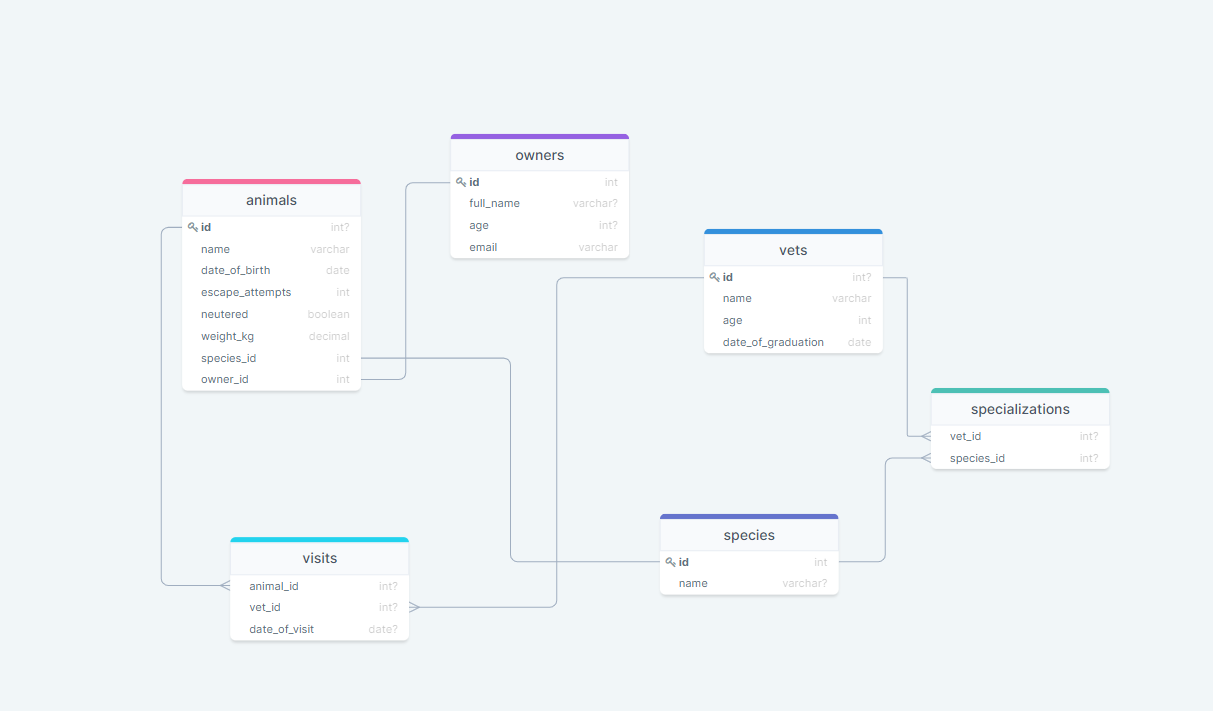 owners
id int
full_name varchar?
age int?
email varchar
animals
id int?
name varchar
date_of_birth date
escape_attempts int
neutered boolean
weight_kg decimal
species_id int
owner_id int
vets
id int?
name varchar
age int
date_of_graduation date
specializations
vet_id int?
species_id int?
species
id int
name varchar?
visits
animal_id int?
vet_id int?
date_of_visit date?